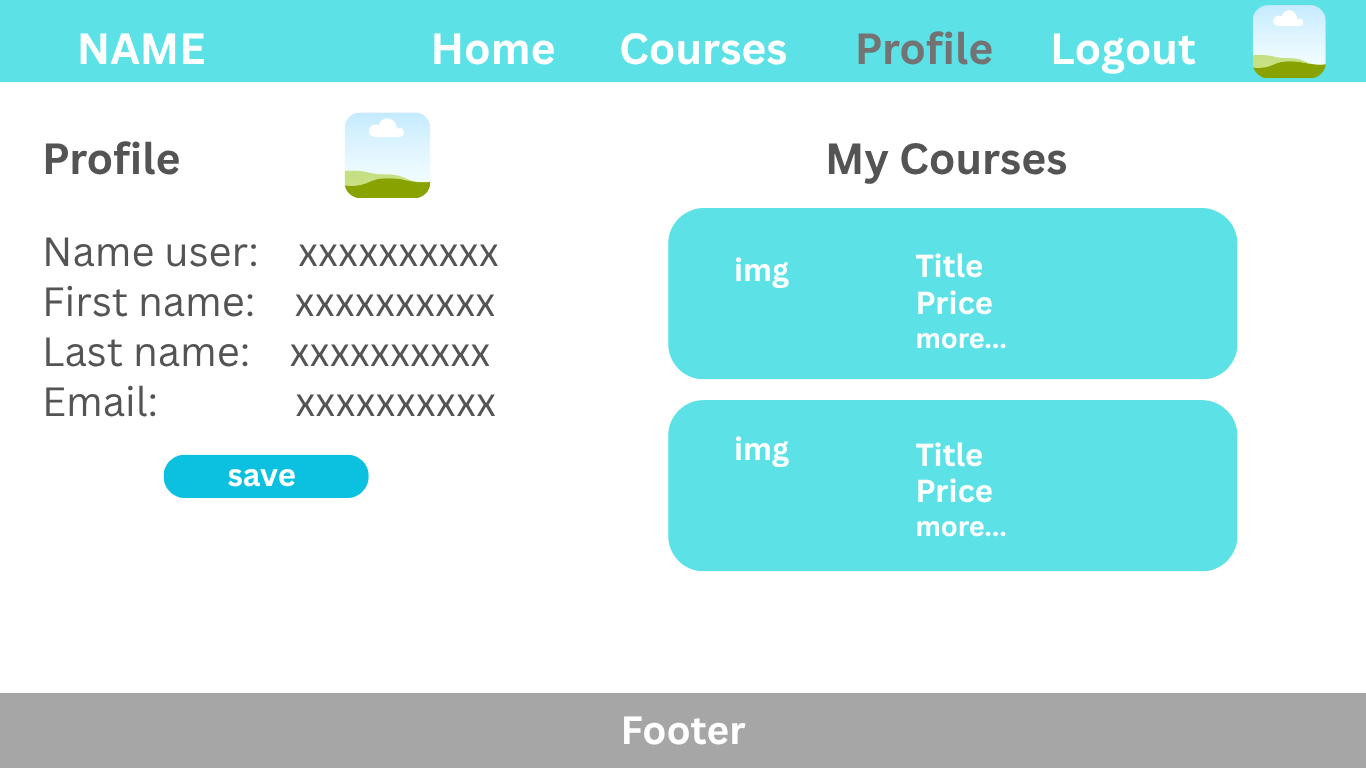 NAME Home Courses Profile Logout
Profile
Name user: xxxxxxxxxx
First name: xxxxxxxxxx
Last name: xxxxxxxxxx
Email: xxxxxxxxxx
save
My Courses
img
Title
Price
more...
img
Title
Price
more...
Footer